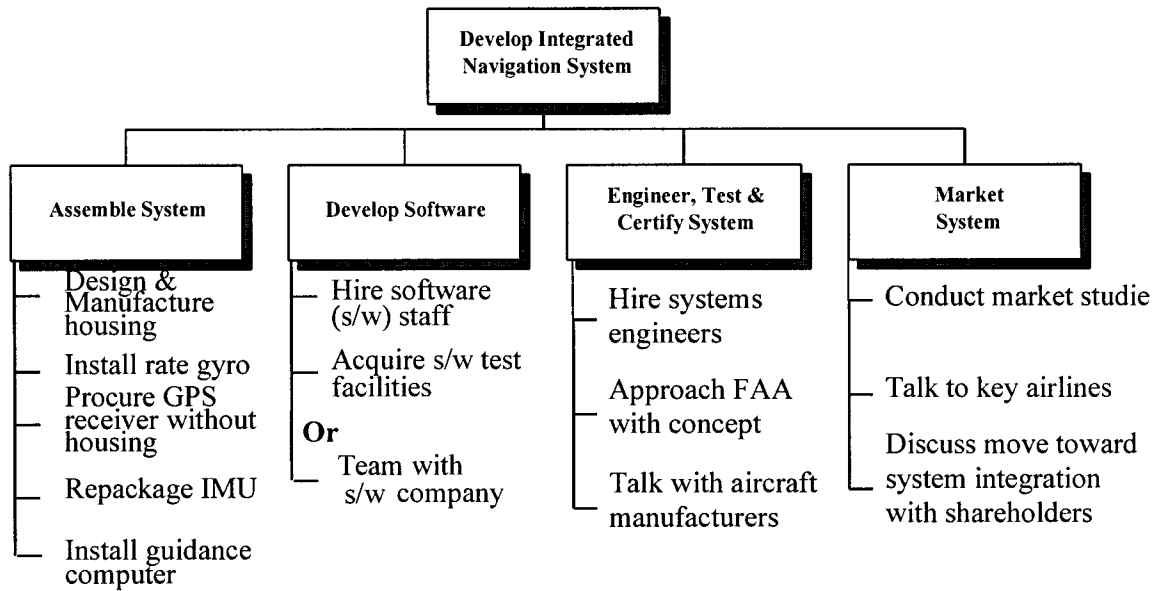 Develop Integrated
Navigation System
Assemble System
Develop Software
Engineer, Test &
Certify System
Market
System
Design &
Manufacture
housing
Install rate gyro
Procure GPS
receiver without
housing
Repackage IMU
Install guidance
computer
Hire software
(s/w) staff
Acquire s/w test
facilities
Or
Team with
s/w company
Hire systems
engineers
Approach FAA
with concept
Talk with aircraft
manufacturers
Conduct market studie
Talk to key airlines
Discuss move toward
system integration
with shareholders